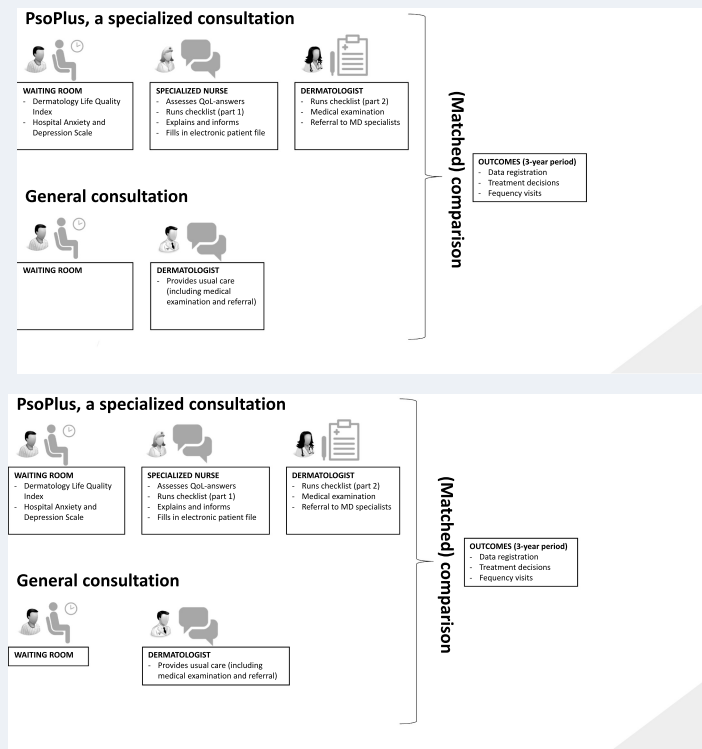 PsoPlus, a specialized consultation
WAITING ROOM
- Dermatology Life Quality
Index
- Hospital Anxiety and
Depression Scale
SPECIALIZED NURSE
- Assesses QoL-answers
- Runs checklist (part 1)
- Explains and informs
- Fills in electronic patient file
DERMATOLOGIST
- Runs checklist (part 2)
- Medical examination
- Referral to MD specialists
General consultation
WAITING ROOM
DERMATOLOGIST
- Provides usual care
(including medical
examination and referral)
(Matched) comparison
OUTCOMES (3-year period)
- Data registration
- Treatment decisions
- Fequency visits
PsoPlus, a specialized consultation
WAITING ROOM
- Dermatology Life Quality
Index
- Hospital Anxiety and
Depression Scale
SPECIALIZED NURSE
- Assesses QoL-answers
- Runs checklist (part 1)
- Explains and informs
- Fills in electronic patient file
DERMATOLOGIST
- Runs checklist (part 2)
- Medical examination
- Referral to MD specialists
General consultation
WAITING ROOM
DERMATOLOGIST
- Provides usual care (including
medical examination and referral)
(Matched) comparison
OUTCOMES (3-year period)
- Data registration
- Treatment decisions
- Fequency visits